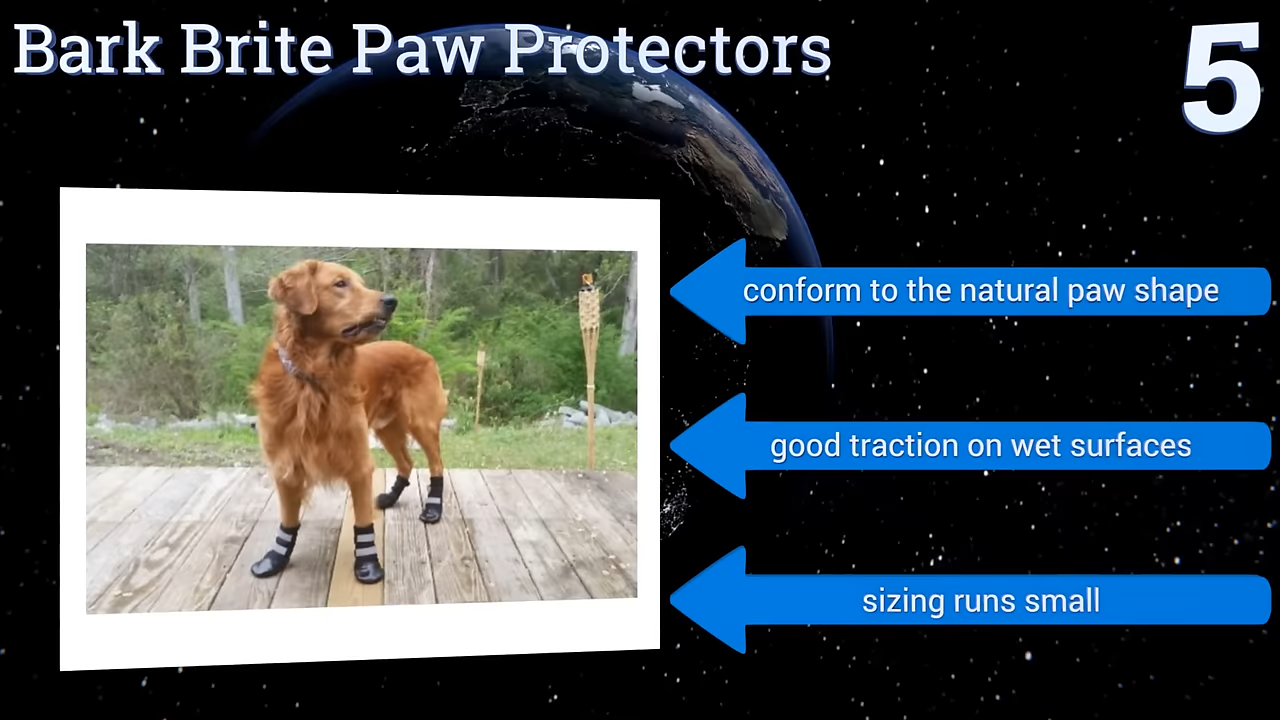 Bark Brite Paw Protectors
5
conform to the natural paw shape
good traction on wet surfaces
sizing runs small